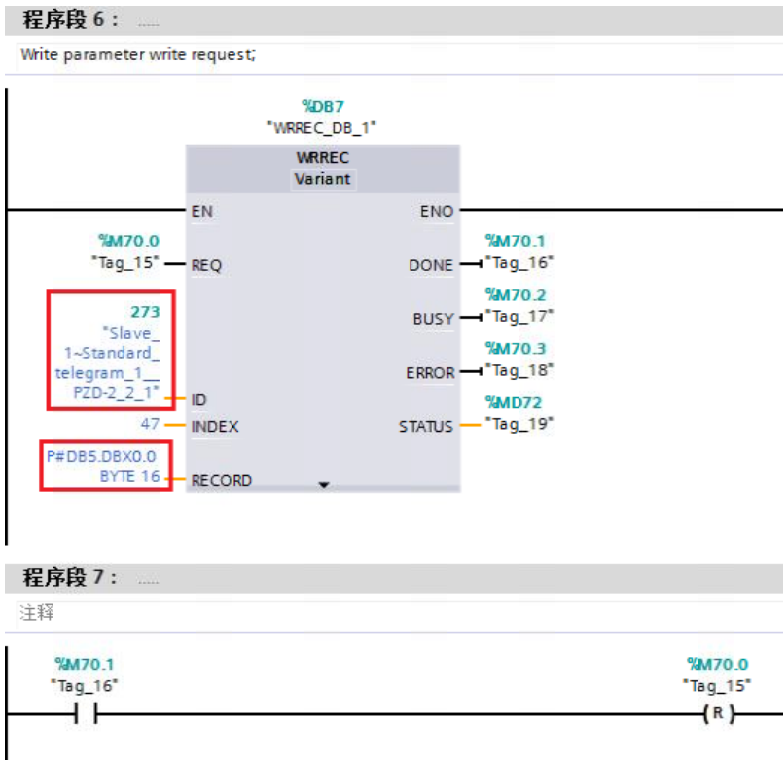 程序段 6： .....
Write parameter write request;
%DB7
"WRREC_DB_1"
WRREC
Variant
EN
ENO
%M70.0
"Tag_15"
REQ
%M70.1
DONE
"Tag_16"
%M70.2
BUSY
"Tag_17"
%M70.3
ERROR
"Tag_18"
273
"Slave_
1~Standard_
telegram_1__
PZD-2_2_1"
ID
%MD72
47
INDEX
STATUS
"Tag_19"
P#DB5.DBX0.0
BYTE 16
RECORD
程序段 7： .....
注释
%M70.1
"Tag_16"
%M70.0
"Tag_15"
R